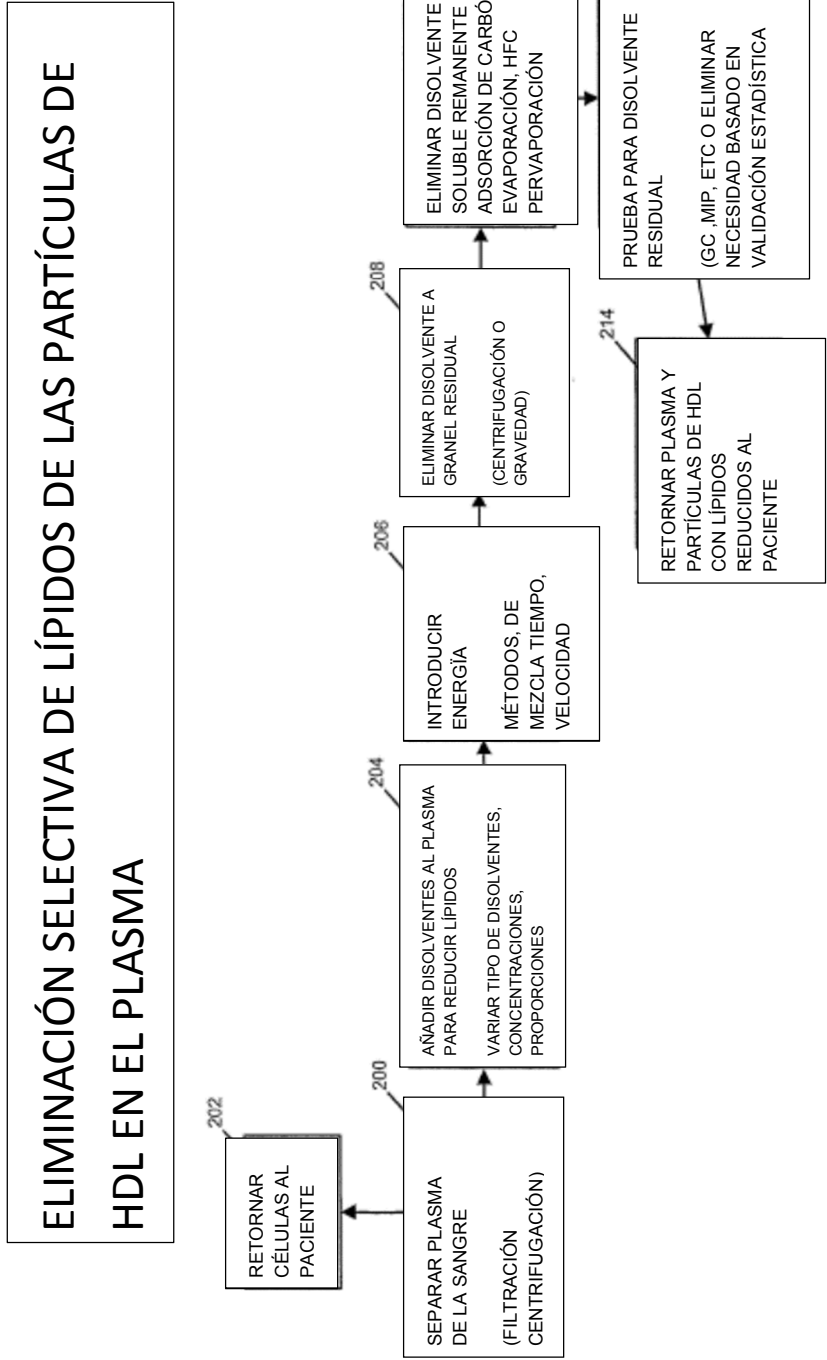 ELIMINACIÓN SELECTIVA DE LÍPIDOS DE LAS PARTÍCULAS DE
HDL EN EL PLASMA
202
RETORNAR
CÉLULAS AL
PACIENTE
200
SEPARAR PLASMA
DE LA SANGRE
(FILTRACIÓN
CENTRIFUGACIÓN)
204
AÑADIR DISOLVENTES AL PLASMA
PARA REDUCIR LÍPIDOS
VARIAR TIPO DE DISOLVENTES,
CONCENTRACIONES,
PROPORCIONES
206
INTRODUCIR
ENERGÏA
MÉTODOS, DE
MEZCLA TIEMPO,
VELOCIDAD
208
ELIMINAR DISOLVENTE A
GRANEL RESIDUAL
(CENTRIFUGACIÓN O
GRAVEDAD)
ELIMINAR DISOLVENTE
SOLUBLE REMANENTE
ADSORCIÓN DE CARBÓ
EVAPORACIÓN, HFC
PERVAPORACIÓN
PRUEBA PARA DISOLVENTE
RESIDUAL
(GC ,MIP, ETC O ELIMINAR
NECESIDAD BASADO EN
VALIDACIÓN ESTADÍSTICA
214
RETORNAR PLASMA Y
PARTÍCULAS DE HDL
CON LÍPIDOS
REDUCIDOS AL
PACIENTE